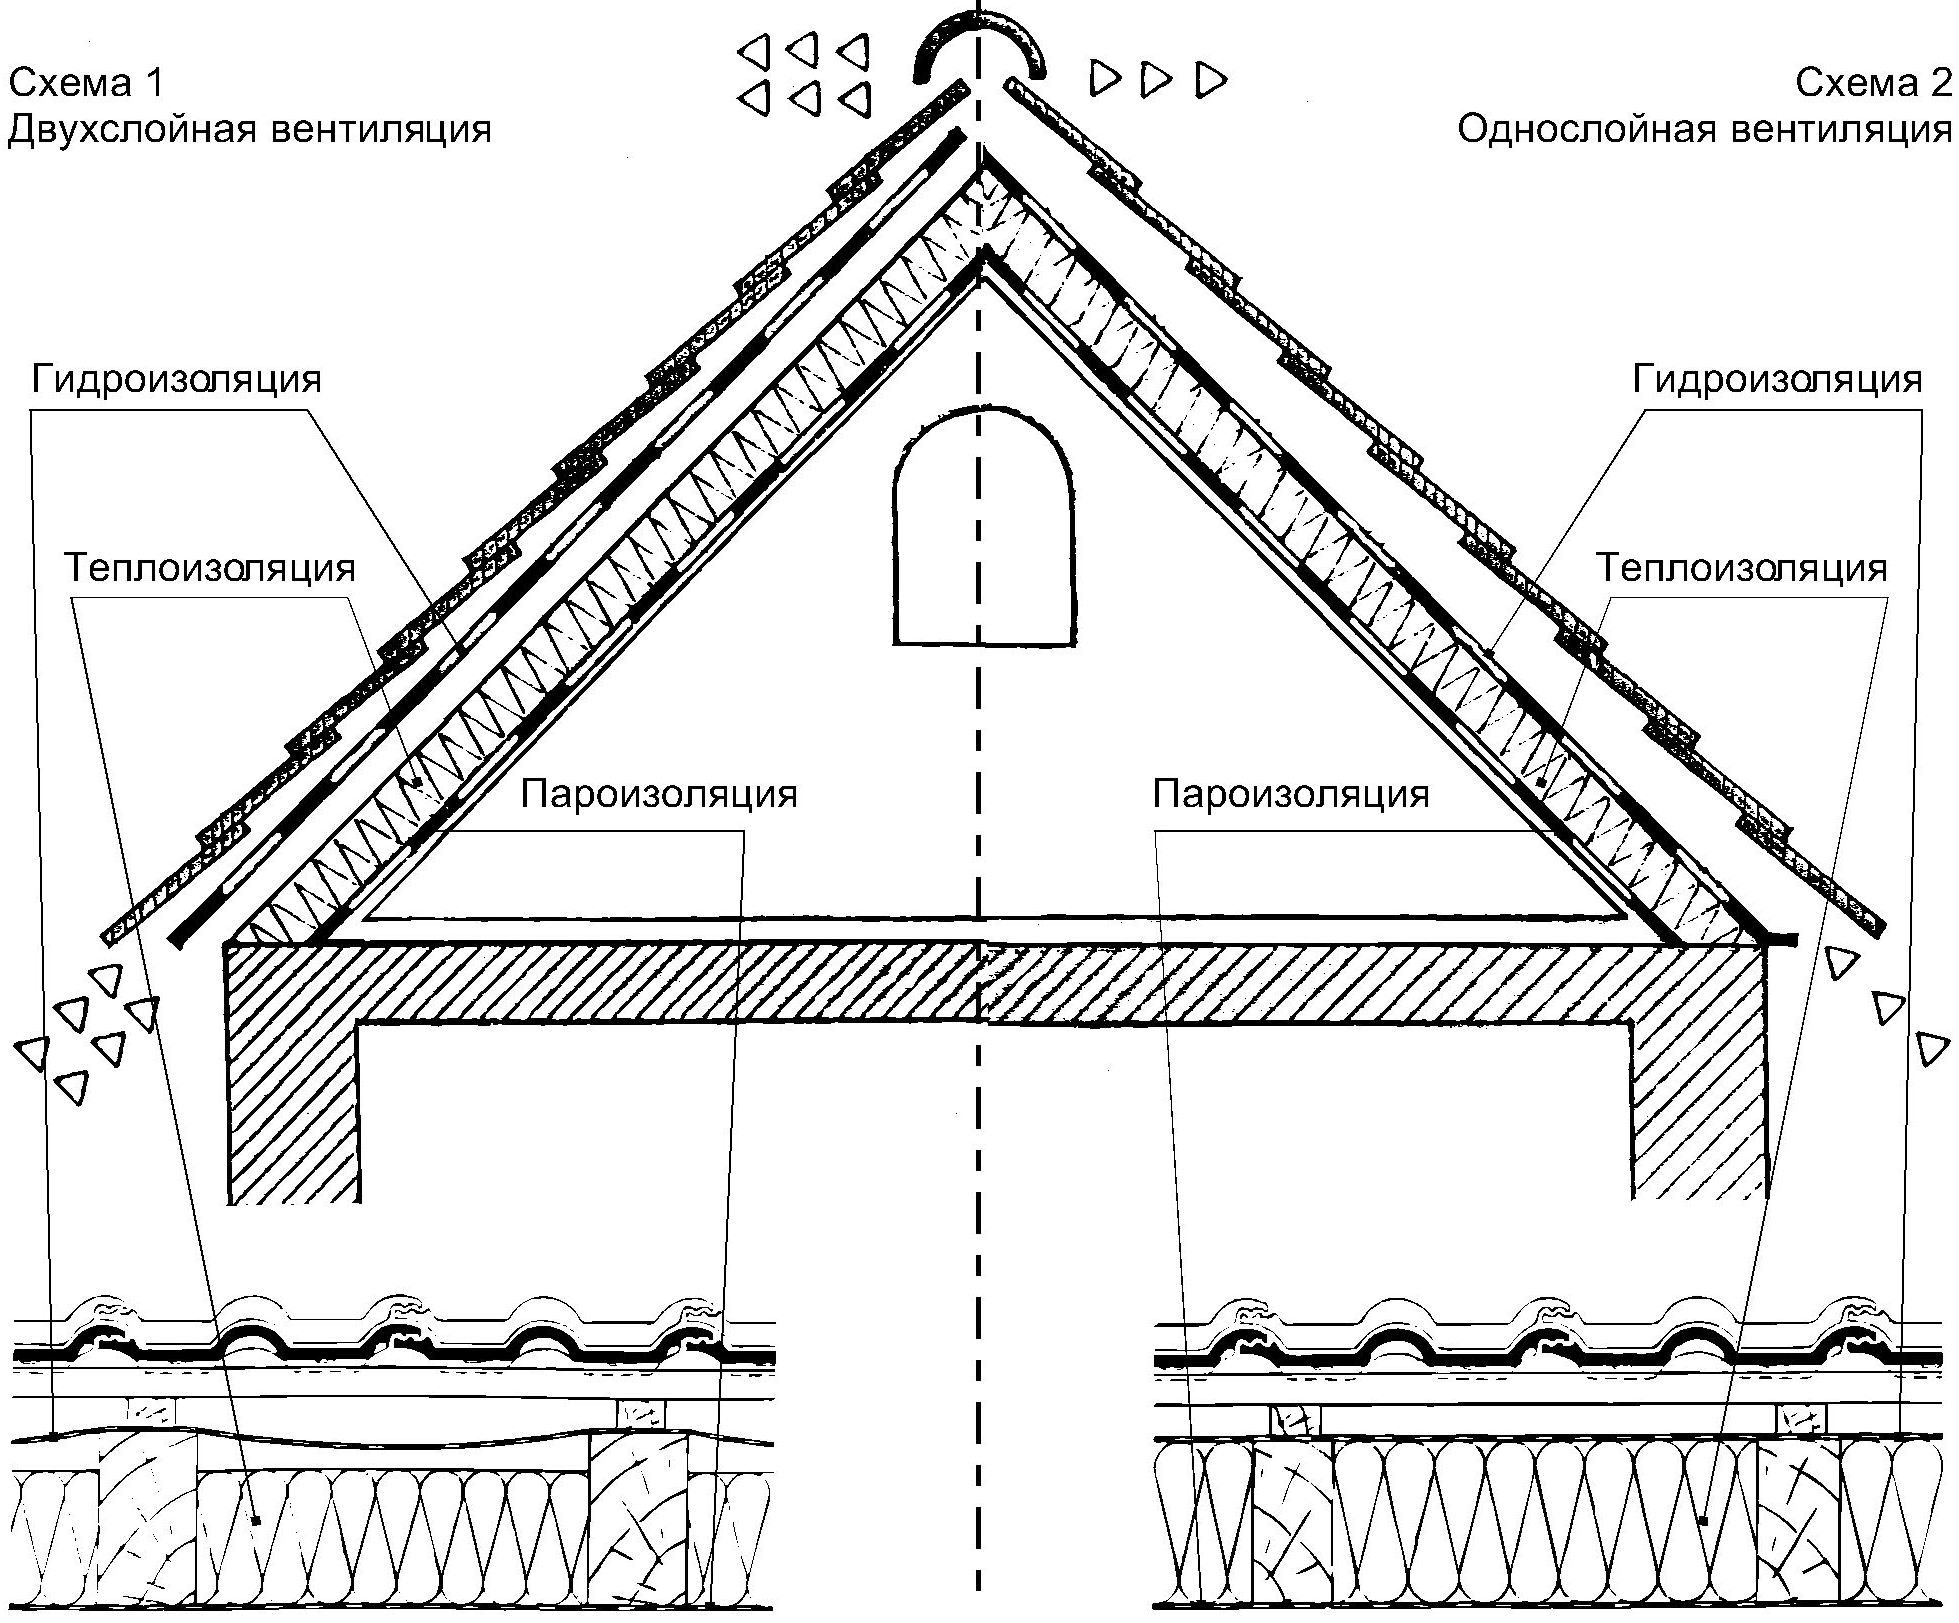 Схема 1
Двухслойная вентиляция
Схема 2
Однослойная вентиляция
Гидроизоляция
Гидроизоляция
Теплоизоляция
Теплоизоляция
Пароизоляция
Пароизоляция